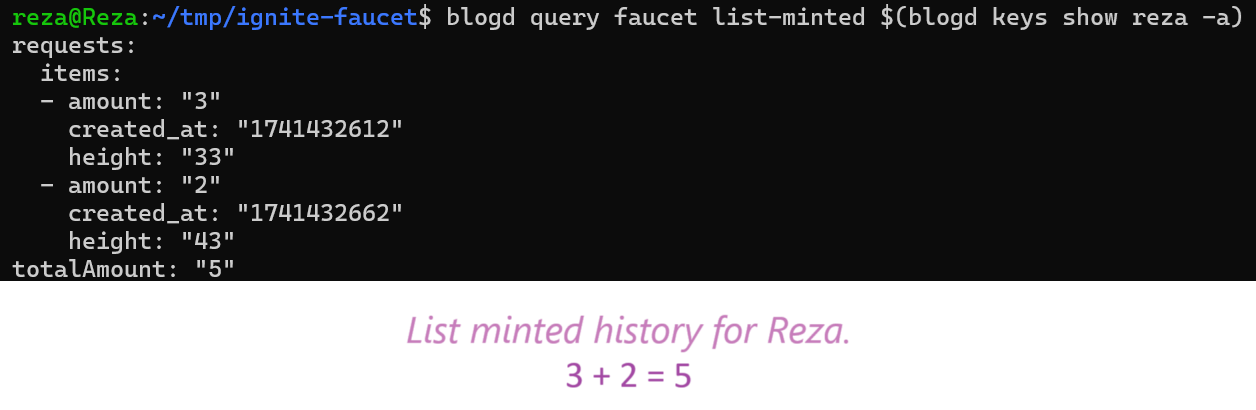 reza@Reza:~/tmp/ignite-faucet$ blogd query faucet list-minted $(blogd keys show reza -a)
requests:
  items:
  - amount: "3"
    created_at: "1741432612"
    height: "33"
  - amount: "2"
    created_at: "1741432662"
    height: "43"
totalAmount: "5"
List minted history for Reza.
3 + 2 = 5